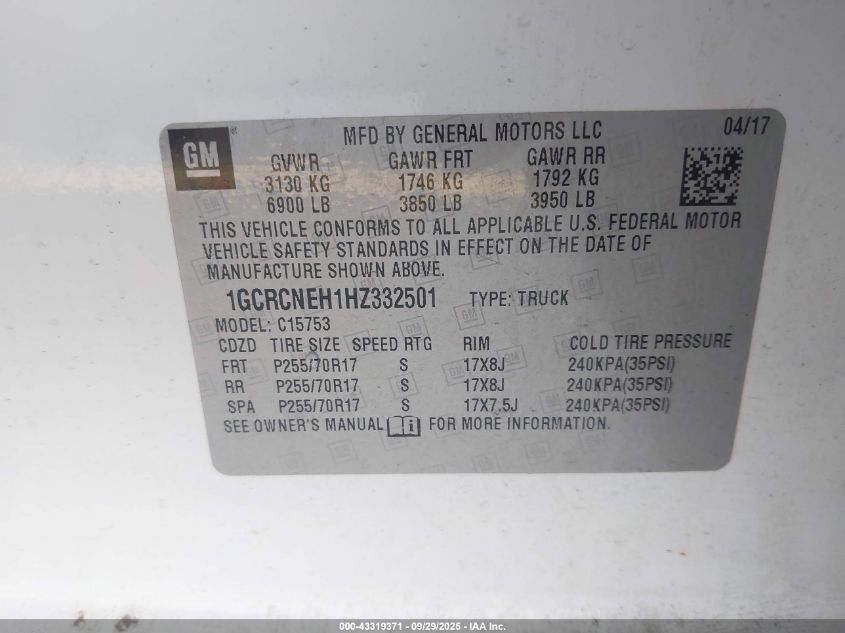 GM
MFD BY GENERAL MOTORS LLC 04/17
GVWR GAWR FRT GAWR RR
3130 KG 1746 KG 1792 KG
6900 LB 3850 LB 3950 LB
THIS VEHICLE CONFORMS TO ALL APPLICABLE U.S. FEDERAL MOTOR
VEHICLE SAFETY STANDARDS IN EFFECT ON THE DATE OF
MANUFACTURE SHOWN ABOVE.
1GCRCNEH1HZ332501 TYPE: TRUCK
MODEL: C15753
CDZD TIRE SIZE SPEED RTG RIM COLD TIRE PRESSURE
FRT P255/70R17 S 17X8J 240KPA(35PSI)
RR P255/70R17 S 17X8J 240KPA(35PSI)
SPA P255/70R17 S 17X7.5J 240KPA(35PSI)
SEE OWNER'S MANUAL FOR MORE INFORMATION.
000-43319371 - 09/29/2025 - IAA Inc.